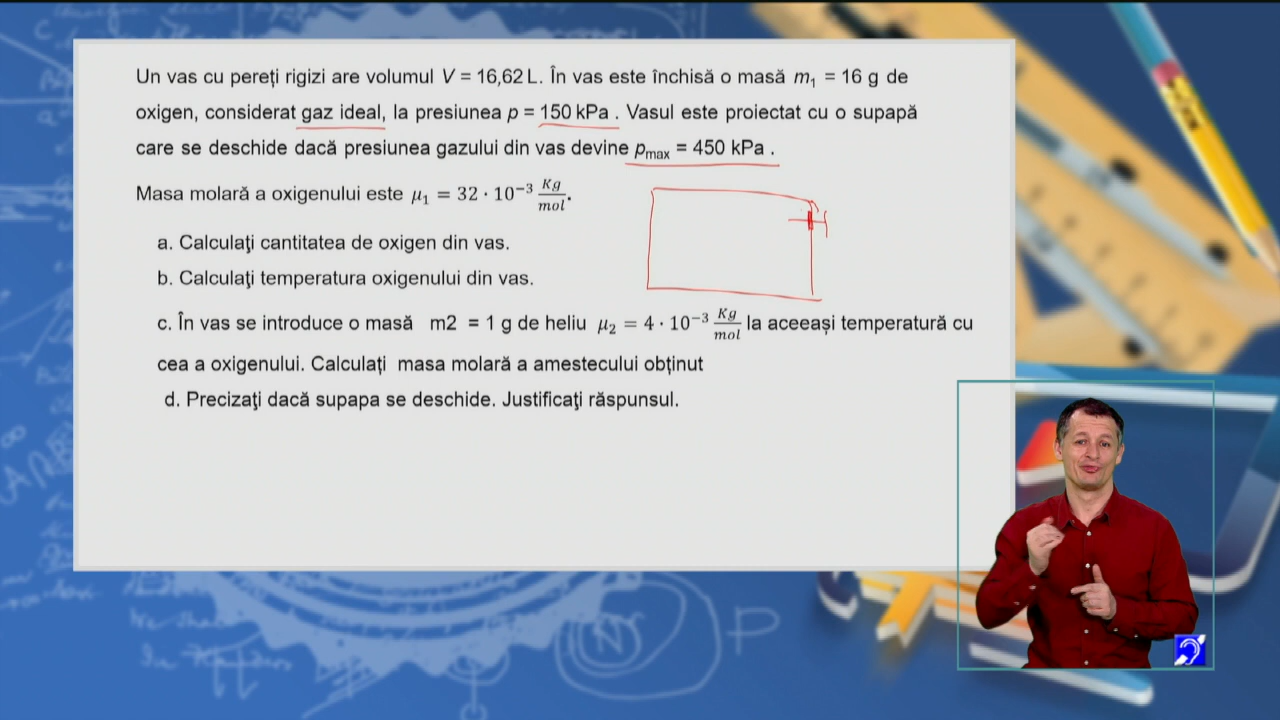 Un vas cu pereți rigizi are volumul V = 16,62 L. În vas este închisă o masă m₁ = 16 g de
oxigen, considerat gaz ideal, la presiunea p = 150 kPa . Vasul este proiectat cu o supapă
care se deschide dacă presiunea gazului din vas devine pmax = 450 kPa .
Masa molară a oxigenului este μ₁ = 32 · 10⁻³ Kg/mol.
a. Calculaţi cantitatea de oxigen din vas.
b. Calculaţi temperatura oxigenului din vas.
c. În vas se introduce o masă m2 = 1 g de heliu μ₂ = 4 · 10⁻³ Kg/mol la aceeași temperatură cu
cea a oxigenului. Calculați masa molară a amestecului obținut
d. Precizaţi dacă supapa se deschide. Justificaţi răspunsul.
N
P